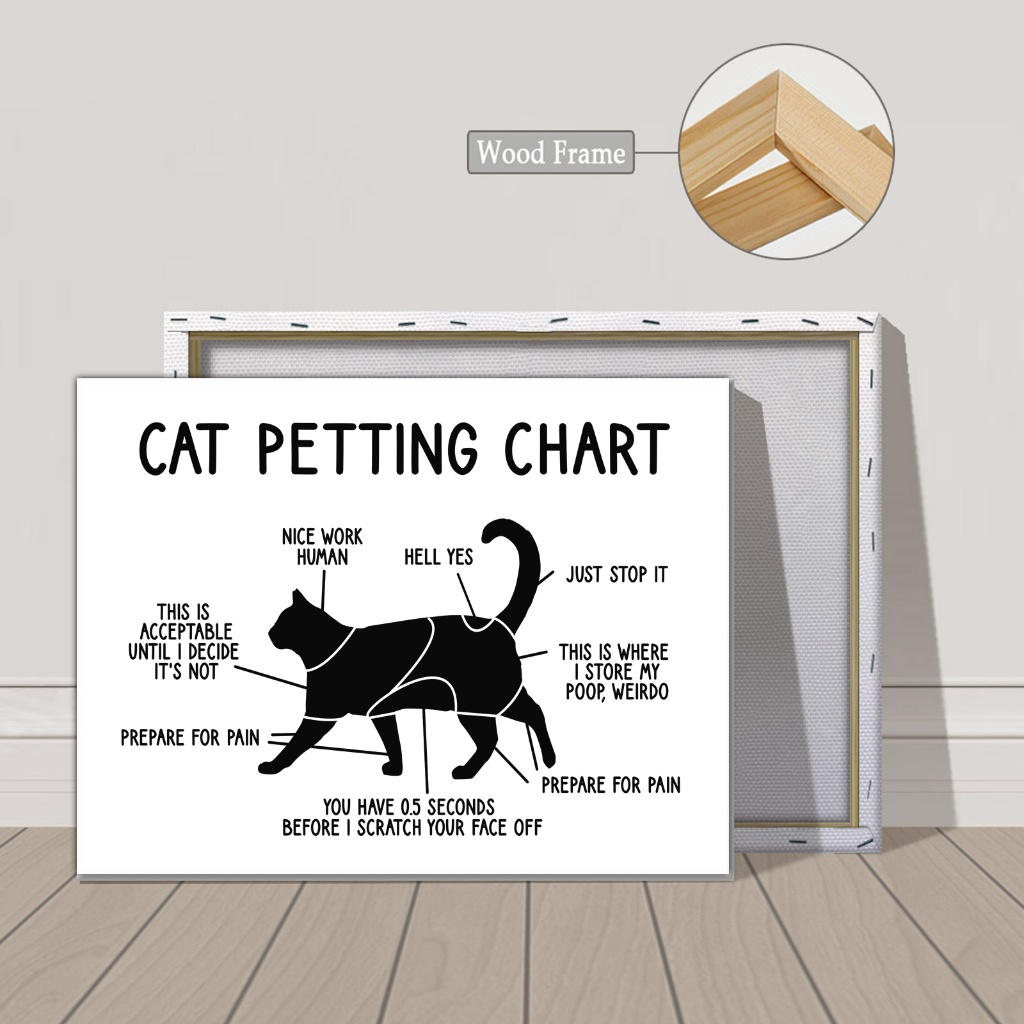 Wood Frame
CAT PETTING CHART
NICE WORK
HUMAN
HELL YES
JUST STOP IT
THIS IS
ACCEPTABLE
UNTIL I DECIDE
IT'S NOT
THIS IS WHERE
I STORE MY
POOP, WEIRDO
PREPARE FOR PAIN
PREPARE FOR PAIN
YOU HAVE 0.5 SECONDS
BEFORE I SCRATCH YOUR FACE OFF